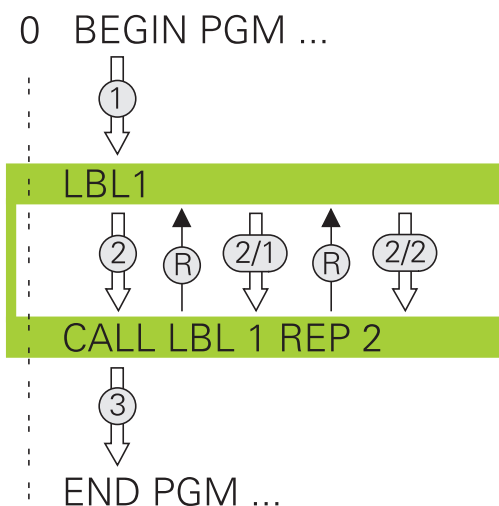 0 BEGIN PGM ...
1
LBL1
2 R 2/1 R 2/2
CALL LBL 1 REP 2
3
END PGM ...